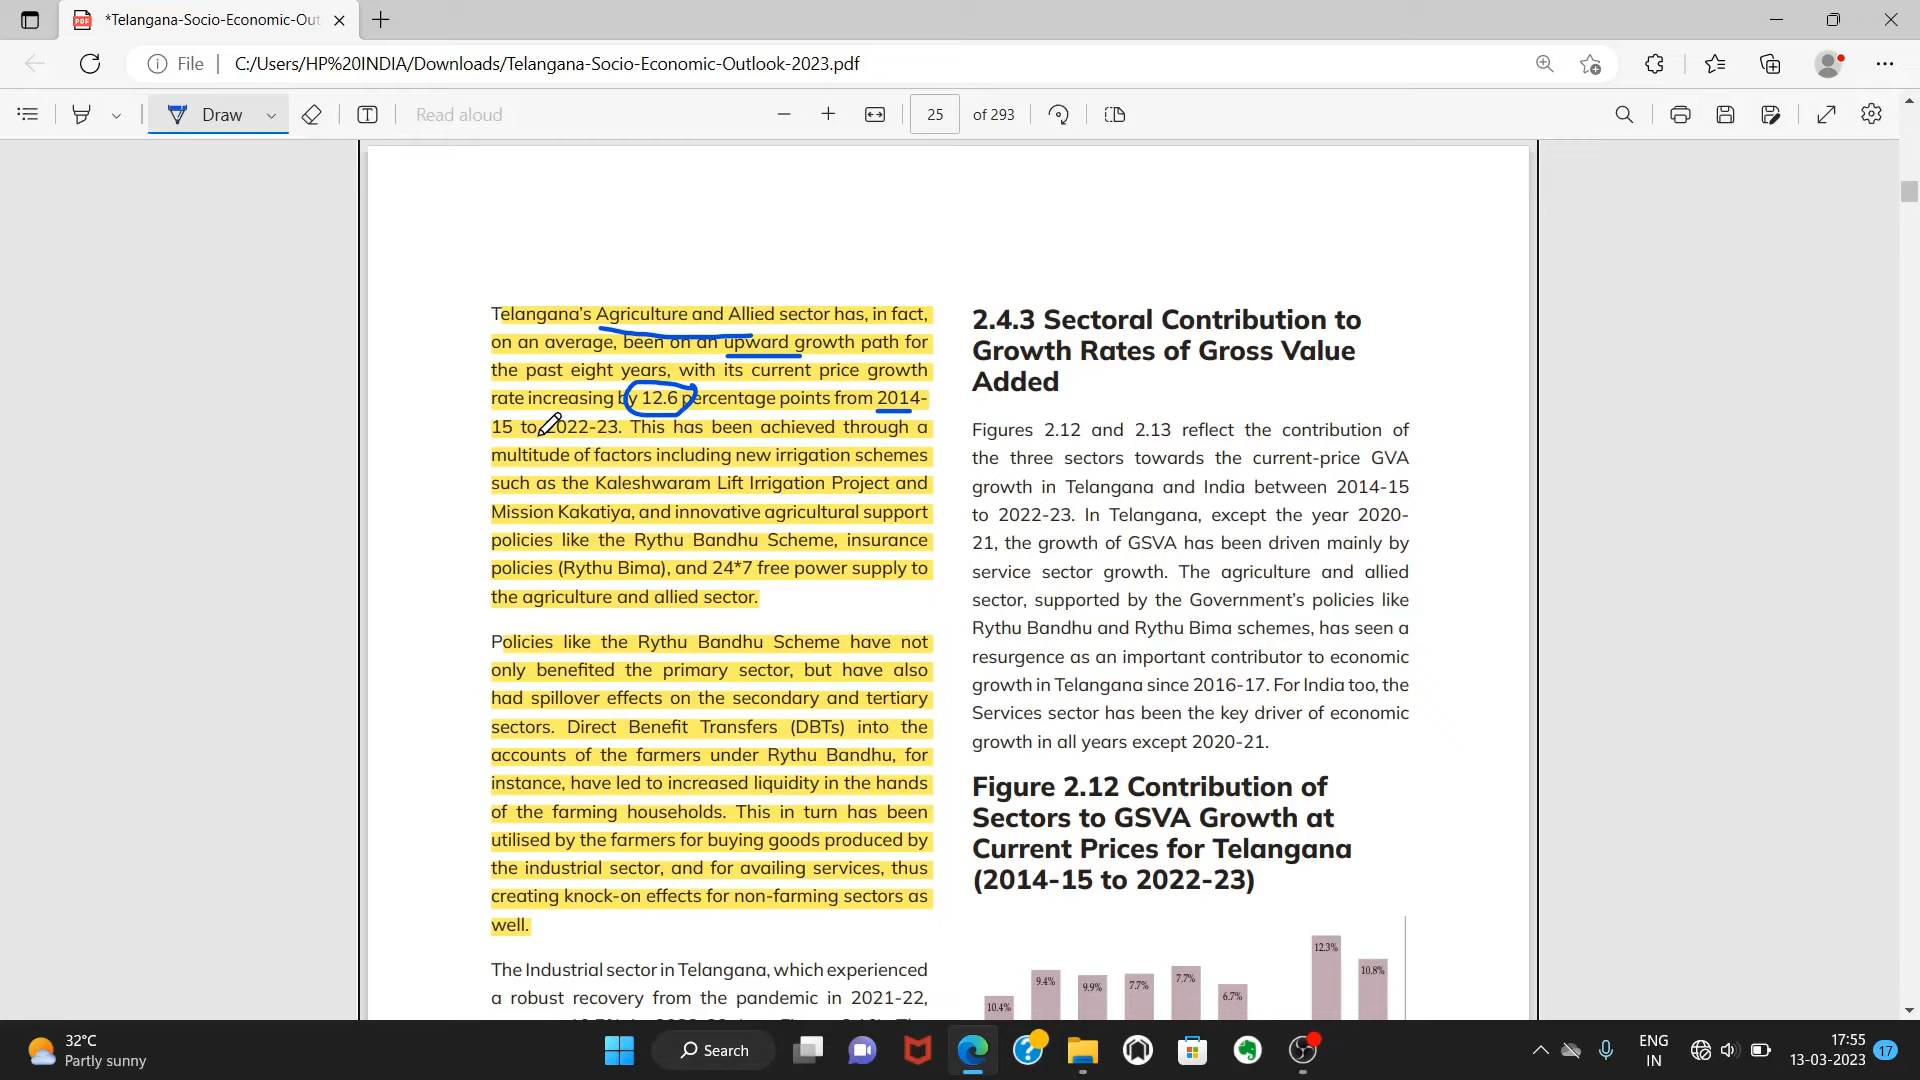 *Telangana-Socio-Economic-Out
File
C:/Users/HP%20INDIA/Downloads/Telangana-Socio-Economic-Outlook-2023.pdf
Draw
Read aloud
25
of 293
Telangana's Agriculture and Allied sector has, in fact,
on an average, been on an upward growth path for
the past eight years, with its current price growth
rate increasing by 12.6 percentage points from 2014-
15 to 2022-23. This has been achieved through a
multitude of factors including new irrigation schemes
such as the Kaleshwaram Lift Irrigation Project and
Mission Kakatiya, and innovative agricultural support
policies like the Rythu Bandhu Scheme, insurance
policies (Rythu Bima), and 24*7 free power supply to
the agriculture and allied sector.
Policies like the Rythu Bandhu Scheme have not
only benefited the primary sector, but have also
had spillover effects on the secondary and tertiary
sectors. Direct Benefit Transfers (DBTs) into the
accounts of the farmers under Rythu Bandhu, for
instance, have led to increased liquidity in the hands
of the farming households. This in turn has been
utilised by the farmers for buying goods produced by
the industrial sector, and for availing services, thus
creating knock-on effects for non-farming sectors as
well.
The Industrial sector in Telangana, which experienced
a robust recovery from the pandemic in 2021-22,
2.4.3 Sectoral Contribution to
Growth Rates of Gross Value
Added
Figures 2.12 and 2.13 reflect the contribution of
the three sectors towards the current-price GVA
growth in Telangana and India between 2014-15
to 2022-23. In Telangana, except the year 2020-
21, the growth of GSVA has been driven mainly by
service sector growth. The agriculture and allied
sector, supported by the Government's policies like
Rythu Bandhu and Rythu Bima schemes, has seen a
resurgence as an important contributor to economic
growth in Telangana since 2016-17. For India too, the
Services sector has been the key driver of economic
growth in all years except 2020-21.
Figure 2.12 Contribution of
Sectors to GSVA Growth at
Current Prices for Telangana
(2014-15 to 2022-23)
10.4%
9.4%
9.9%
7.7%
7.7%
6.7%
12.3%
10.8%
32°C
Partly sunny
Search
ENG
IN
17:55
13-03-2023
17